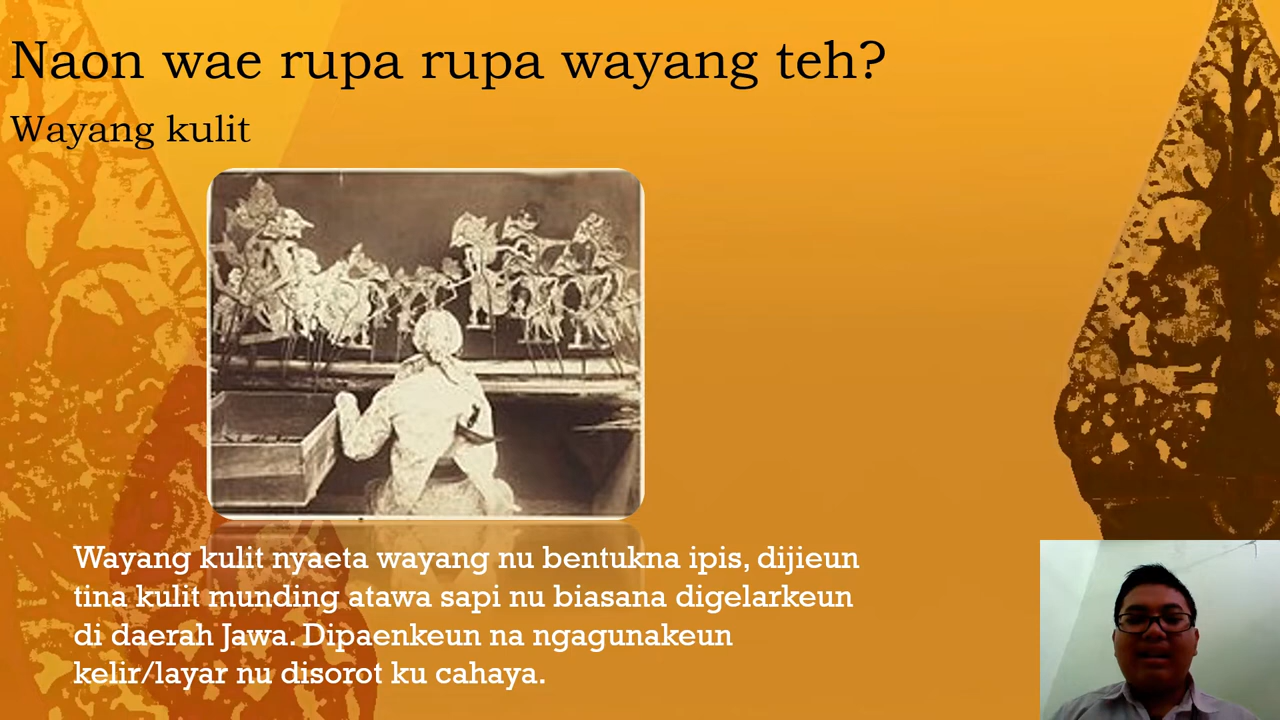 Naon wae rupa rupa wayang teh?
Wayang kulit
Wayang kulit nyaeta wayang nu bentukna ipis, dijieun
tina kulit munding atawa sapi nu biasana digelarkeun
di daerah Jawa. Dipaenkeun na ngagunakeun
kelir/layar nu disorot ku cahaya.